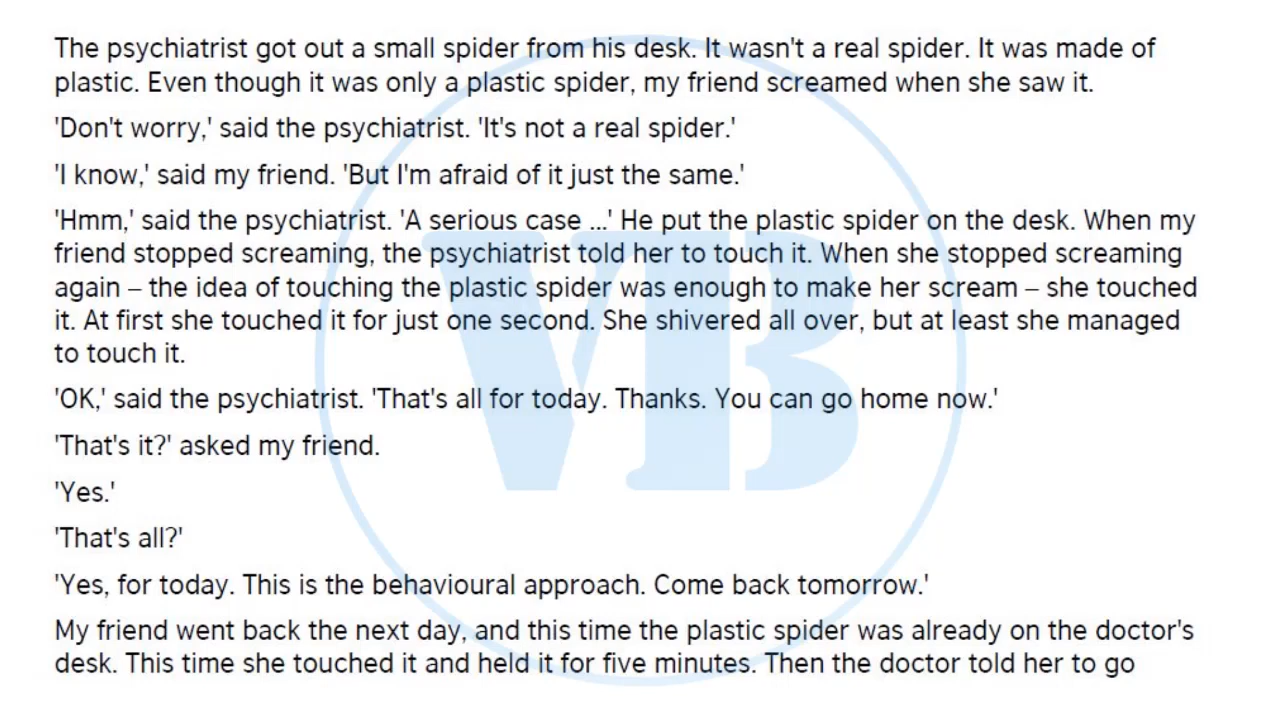 The psychiatrist got out a small spider from his desk. It wasn't a real spider. It was made of
plastic. Even though it was only a plastic spider, my friend screamed when she saw it.
'Don't worry,' said the psychiatrist. 'It's not a real spider.'
'I know,' said my friend. 'But I'm afraid of it just the same.'
'Hmm,' said the psychiatrist. 'A serious case ...' He put the plastic spider on the desk. When my
friend stopped screaming, the psychiatrist told her to touch it. When she stopped screaming
again – the idea of touching the plastic spider was enough to make her scream – she touched
it. At first she touched it for just one second. She shivered all over, but at least she managed
to touch it.
'OK,' said the psychiatrist. 'That's all for today. Thanks. You can go home now.'
'That's it?' asked my friend.
'Yes.'
'That's all?'
'Yes, for today. This is the behavioural approach. Come back tomorrow.'
My friend went back the next day, and this time the plastic spider was already on the doctor's
desk. This time she touched it and held it for five minutes. Then the doctor told her to go
VB